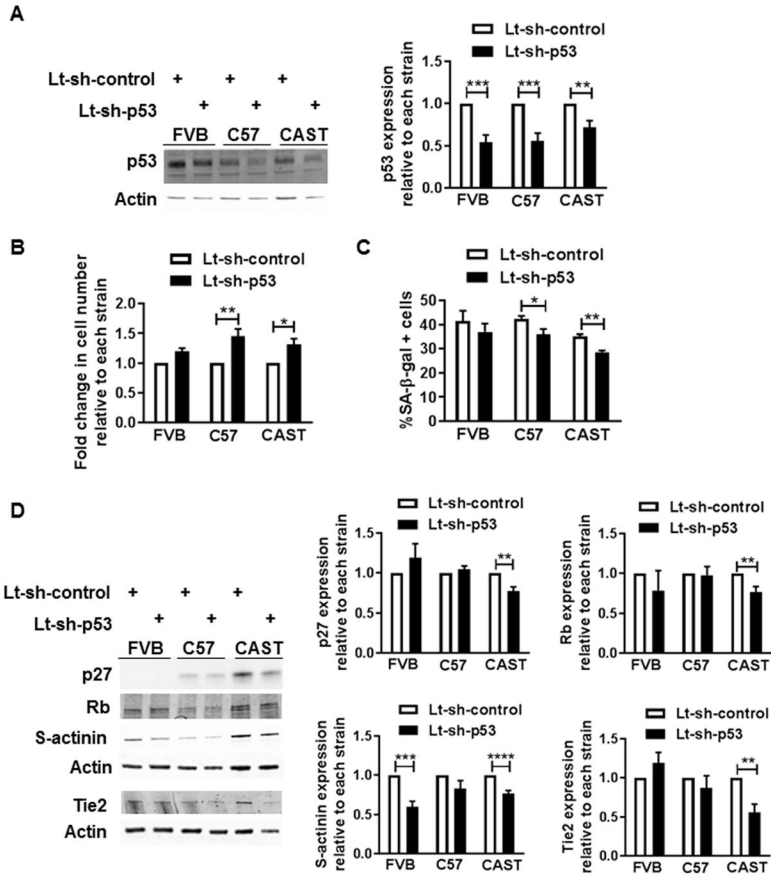 A
Lt-sh-control + + +
Lt-sh-p53 + + +
FVB C57 CAST
p53
Actin
Lt-sh-control
Lt-sh-p53
p53 expression
relative to each strain
1.5
1.0
0.5
0.0
*** *** **
FVB C57 CAST
B
Lt-sh-control
Lt-sh-p53
Fold change in cell number
relative to each strain
2.0
1.5
1.0
0.5
0.0
** *
FVB C57 CAST
C
Lt-sh-control
Lt-sh-p53
%SA-β-gal + cells
50
40
30
20
10
0
* **
FVB C57 CAST
D
Lt-sh-control + + +
Lt-sh-p53 + + +
FVB C57 CAST
p27
Rb
S-actinin
Actin
Tie2
Actin
Lt-sh-control
Lt-sh-p53
p27 expression
relative to each strain
1.5
1.0
0.5
0.0
**
FVB C57 CAST
Lt-sh-control
Lt-sh-p53
Rb expression
relative to each strain
1.5
1.0
0.5
0.0
**
FVB C57 CAST
Lt-sh-control
Lt-sh-p53
S-actinin expression
relative to each strain
1.5
1.0
0.5
0.0
*** ****
FVB C57 CAST
Lt-sh-control
Lt-sh-p53
Tie2 expression
relative to each strain
1.5
1.0
0.5
0.0
**
FVB C57 CAST